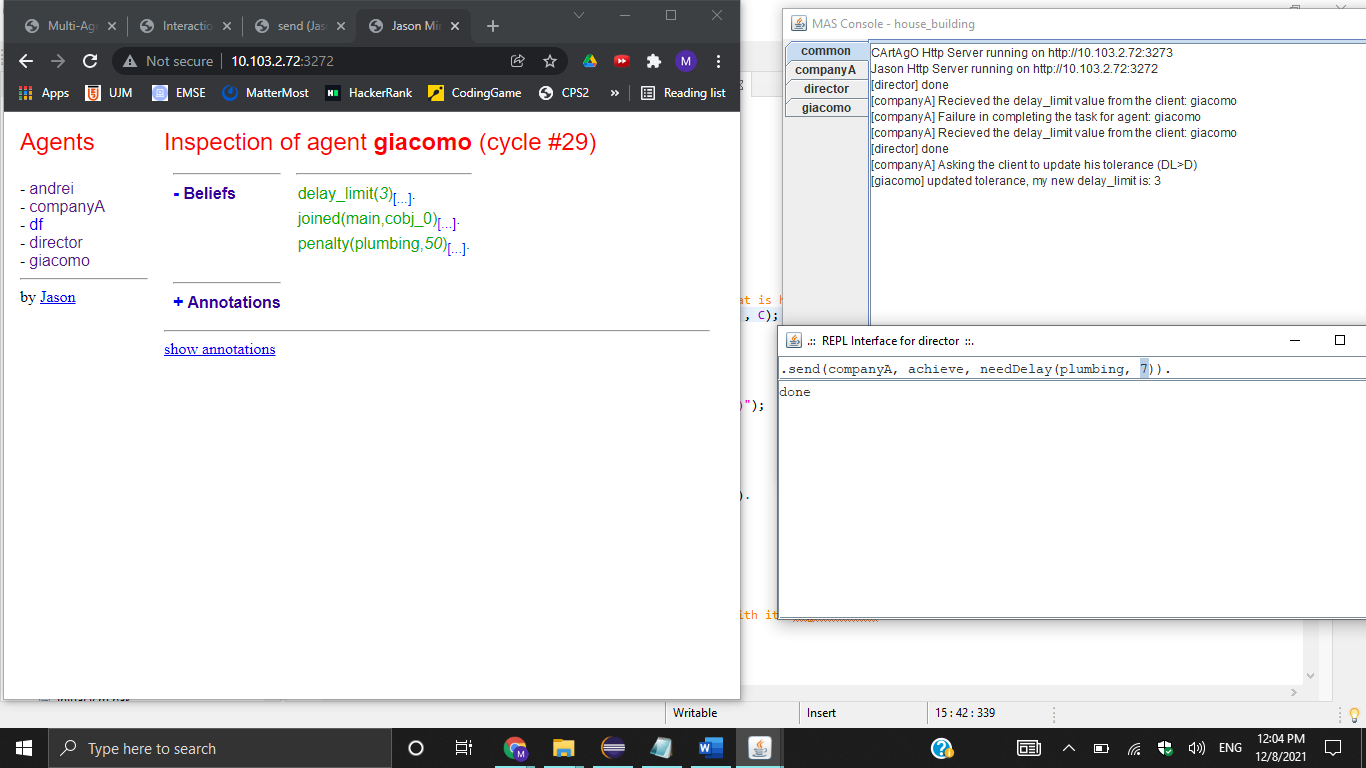 Multi-Ag
Interactio
send (Jas
Jason Min
Not secure
10.103.2.72:3272
M
Apps
UJM
EMSE
MatterMost
HackerRank
CodingGame
CPS2
»
Reading list
Agents
- andrei
- companyA
- df
- director
- giacomo
by Jason
Inspection of agent giacomo (cycle #29)
- Beliefs
delay_limit(3)[...].
joined(main,cobj_0)[...].
penalty(plumbing,50)[...].
+ Annotations
show annotations
MAS Console - house_building
common
companyA
director
giacomo
CArtAgO Http Server running on http://10.103.2.72:3273
Jason Http Server running on http://10.103.2.72:3272
[director] done
[companyA] Recieved the delay_limit value from the client: giacomo
[companyA] Failure in completing the task for agent: giacomo
[companyA] Recieved the delay_limit value from the client: giacomo
[director] done
[companyA] Asking the client to update his tolerance (DL>D)
[giacomo] updated tolerance, my new delay_limit is: 3
at is h
, C);
)");
).
ith it
.:: REPL Interface for director ::.
.send(companyA, achieve, needDelay(plumbing, 7)).
done
Writable
Insert
15 : 42 : 339
Type here to search
ENG
12:04 PM
12/8/2021